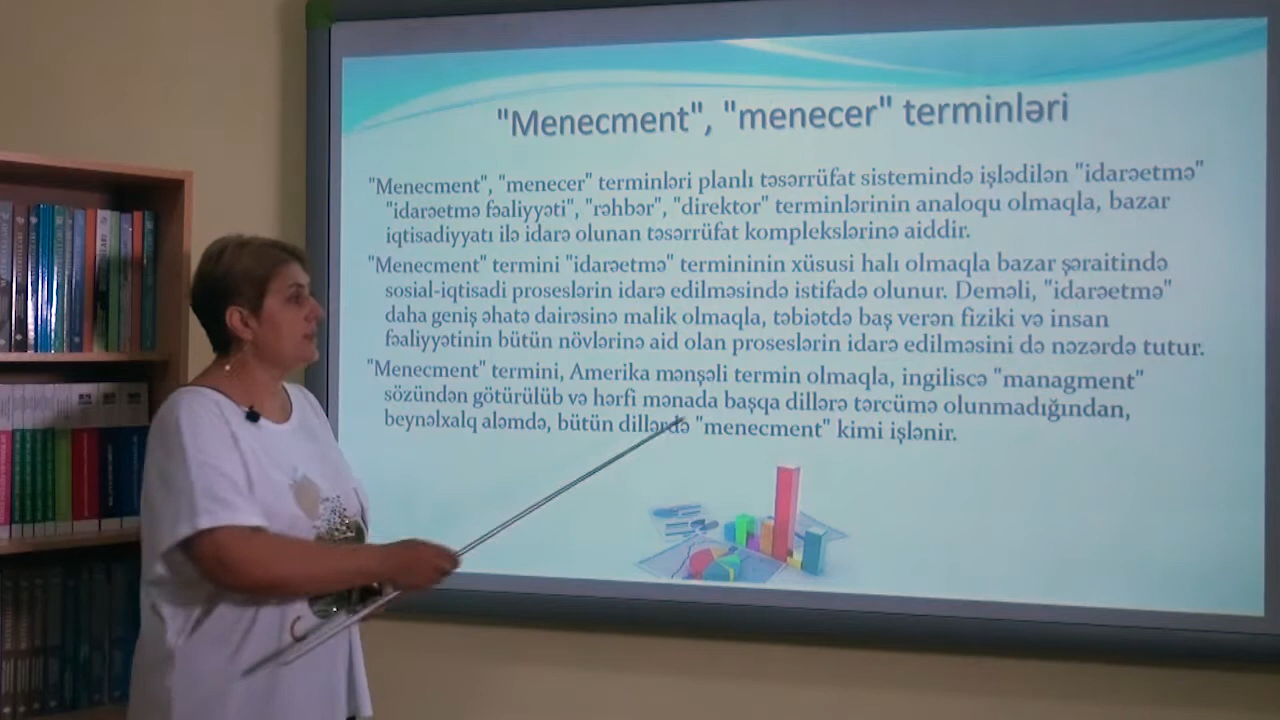 "Menecment", "menecer" terminləri
"Menecment", "menecer" terminləri planlı təsərrüfat sistemində işlədilən "idarəetmə"
"idarəetmə fəaliyyəti", "rəhbər", "direktor" terminlərinin analoqu olmaqla, bazar
iqtisadiyyatı ilə idarə olunan təsərrüfat komplekslərinə aiddir.
"Menecment" termini "idarəetmə" termininin xüsusi halı olmaqla bazar şəraitində
sosial-iqtisadi proseslərin idarə edilməsində istifadə olunur. Deməli, "idarəetmə"
daha geniş əhatə dairəsinə malik olmaqla, təbiətdə baş verən fiziki və insan
fəaliyyətinin bütün növlərinə aid olan proseslərin idarə edilməsini də nəzərdə tutur.
"Menecment" termini, Amerika mənşəli termin olmaqla, ingiliscə "managment"
sözündən götürülüb və hərfi mənada başqa dillərə tərcümə olunmadığından,
beynəlxalq aləmdə, bütün dillərdə "menecment" kimi işlənir.